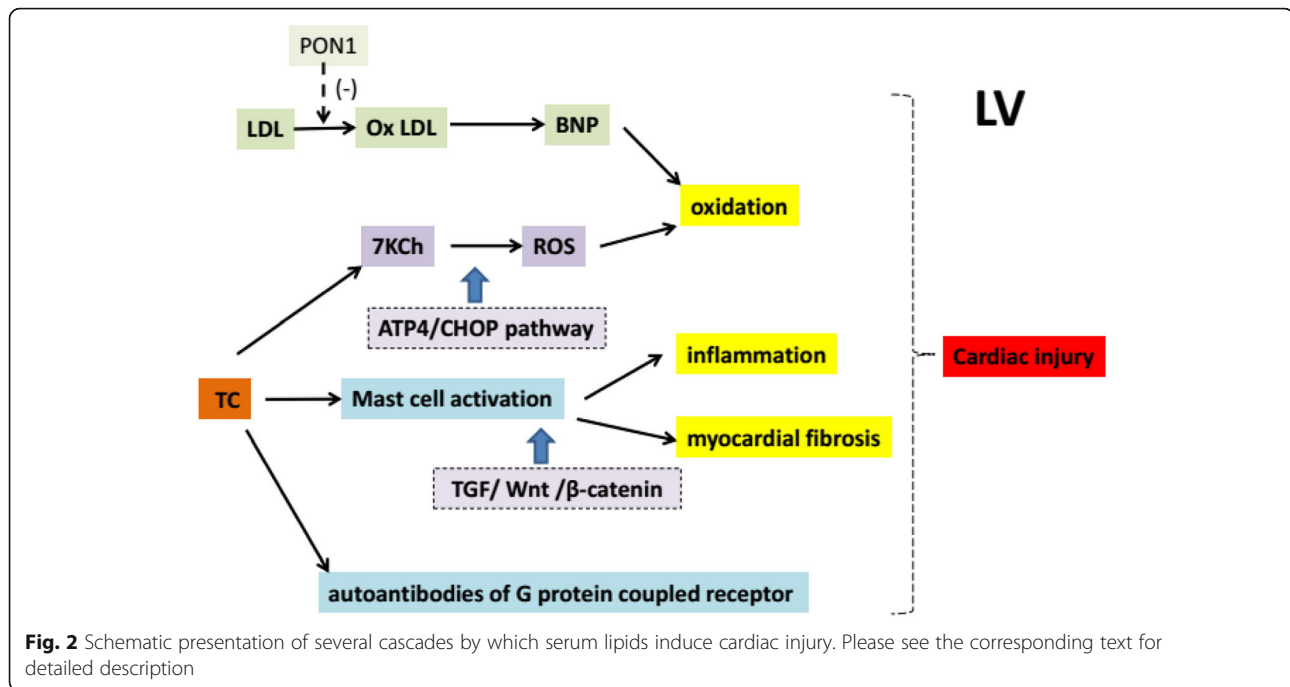 PON1
(-)
LV
LDL
Ox LDL
BNP
oxidation
7KCh
ROS
ATP4/CHOP pathway
inflammation
Cardiac injury
TC
Mast cell activation
myocardial fibrosis
TGF/ Wnt /β-catenin
autoantibodies of G protein coupled receptor
Fig. 2 Schematic presentation of several cascades by which serum lipids induce cardiac injury. Please see the corresponding text for
detailed description